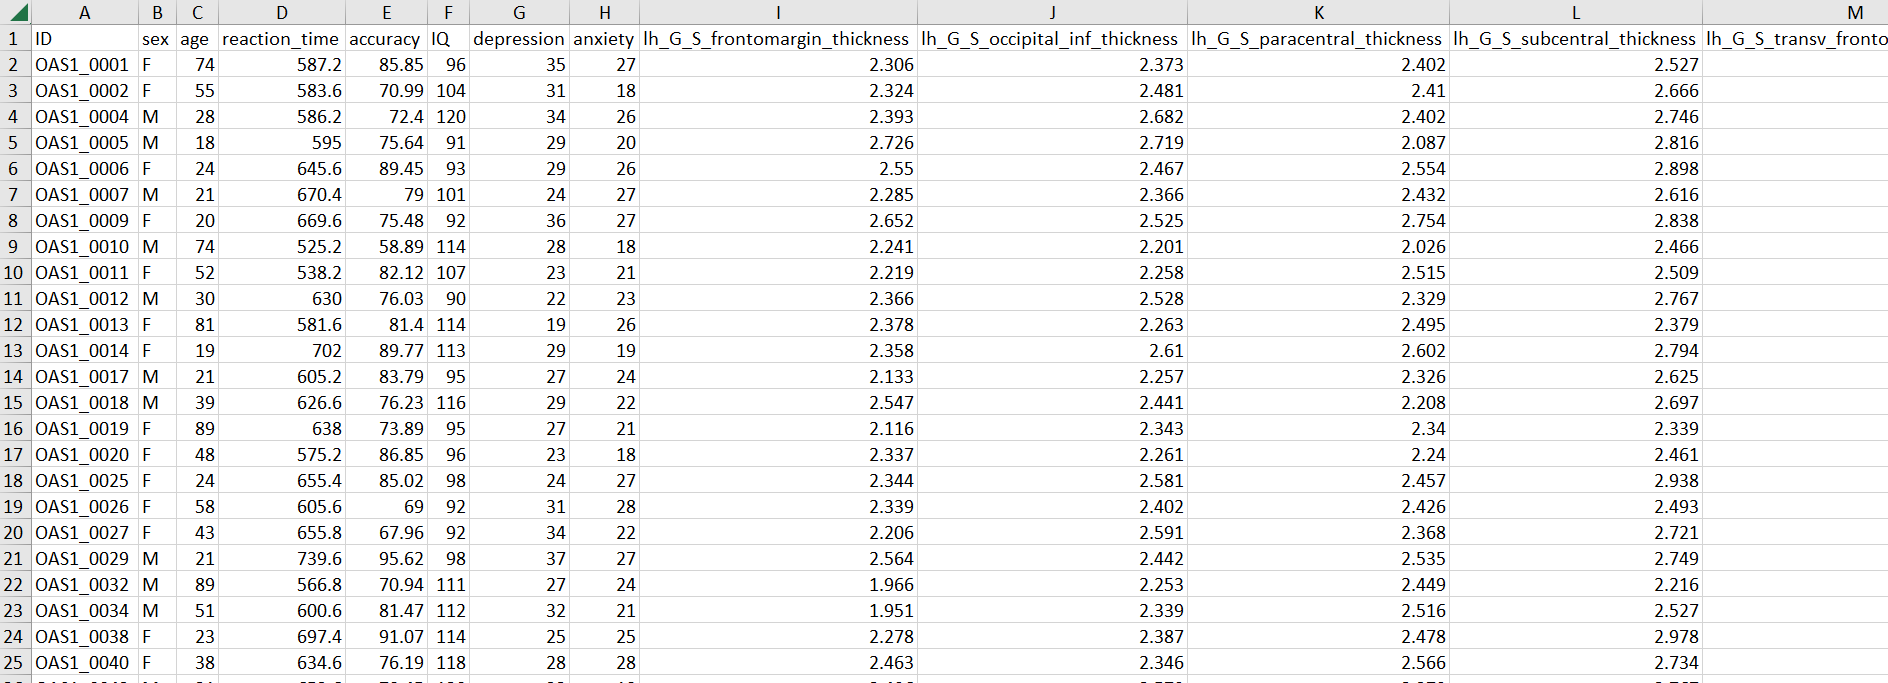 A B C D E F G H I J K L M
1 ID sex age reaction_time accuracy IQ depression anxiety lh_G_S_frontomargin_thickness lh_G_S_occipital_inf_thickness lh_G_S_paracentral_thickness lh_G_S_subcentral_thickness lh_G_S_transv_fronto
2 OAS1_0001 F 74 587.2 85.85 96 35 27 2.306 2.373 2.402 2.527
3 OAS1_0002 F 55 583.6 70.99 104 31 18 2.324 2.481 2.41 2.666
4 OAS1_0004 M 28 586.2 72.4 120 34 26 2.393 2.682 2.402 2.746
5 OAS1_0005 M 18 595 75.64 91 29 20 2.726 2.719 2.087 2.816
6 OAS1_0006 F 24 645.6 89.45 93 29 26 2.55 2.467 2.554 2.898
7 OAS1_0007 M 21 670.4 79 101 24 27 2.285 2.366 2.432 2.616
8 OAS1_0009 F 20 669.6 75.48 92 36 27 2.652 2.525 2.754 2.838
9 OAS1_0010 M 74 525.2 58.89 114 28 18 2.241 2.201 2.026 2.466
10 OAS1_0011 F 52 538.2 82.12 107 23 21 2.219 2.258 2.515 2.509
11 OAS1_0012 M 30 630 76.03 90 22 23 2.366 2.528 2.329 2.767
12 OAS1_0013 F 81 581.6 81.4 114 19 26 2.378 2.263 2.495 2.379
13 OAS1_0014 F 19 702 89.77 113 29 19 2.358 2.61 2.602 2.794
14 OAS1_0017 M 21 605.2 83.79 95 27 24 2.133 2.257 2.326 2.625
15 OAS1_0018 M 39 626.6 76.23 116 29 22 2.547 2.441 2.208 2.697
16 OAS1_0019 F 89 638 73.89 95 27 21 2.116 2.343 2.34 2.339
17 OAS1_0020 F 48 575.2 86.85 96 23 18 2.337 2.261 2.24 2.461
18 OAS1_0025 F 24 655.4 85.02 98 24 27 2.344 2.581 2.457 2.938
19 OAS1_0026 F 58 605.6 69 92 31 28 2.339 2.402 2.426 2.493
20 OAS1_0027 F 43 655.8 67.96 92 34 22 2.206 2.591 2.368 2.721
21 OAS1_0029 M 21 739.6 95.62 98 37 27 2.564 2.442 2.535 2.749
22 OAS1_0032 M 89 566.8 70.94 111 27 24 1.966 2.253 2.449 2.216
23 OAS1_0034 M 51 600.6 81.47 112 32 21 1.951 2.339 2.516 2.527
24 OAS1_0038 F 23 697.4 91.07 114 25 25 2.278 2.387 2.478 2.978
25 OAS1_0040 F 38 634.6 76.19 118 28 28 2.463 2.346 2.566 2.734